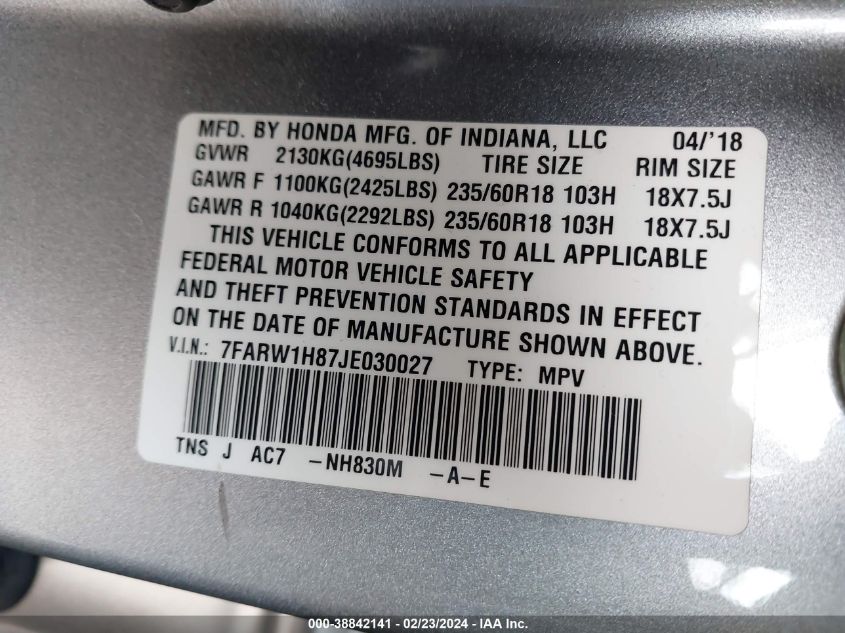 MFD. BY HONDA MFG. OF INDIANA, LLC 04/'18
GVWR 2130KG(4695LBS) TIRE SIZE RIM SIZE
GAWR F 1100KG(2425LBS) 235/60R18 103H 18X7.5J
GAWR R 1040KG(2292LBS) 235/60R18 103H 18X7.5J
THIS VEHICLE CONFORMS TO ALL APPLICABLE
FEDERAL MOTOR VEHICLE SAFETY
AND THEFT PREVENTION STANDARDS IN EFFECT
ON THE DATE OF MANUFACTURE SHOWN ABOVE.
V.I.N.: 7FARW1H87JE030027 TYPE: MPV
TNS J AC7 -NH830M -A-E
000-38842141 - 02/23/2024 - IAA Inc.